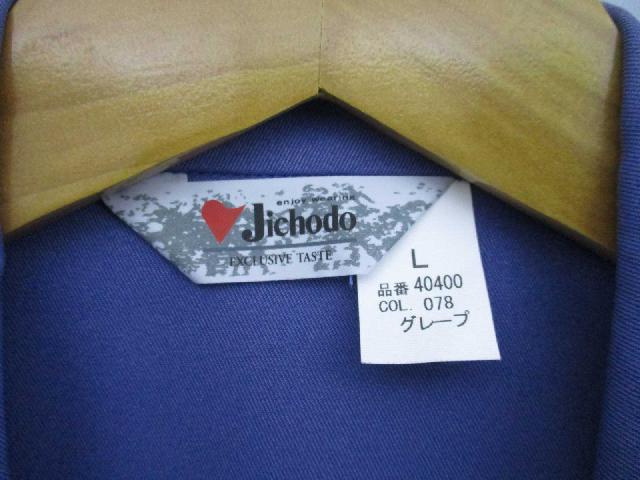 enjoy wearing
Jichodo
EXCLUSIVE TASTE
L
品番 40400
COL. 078
グレープ